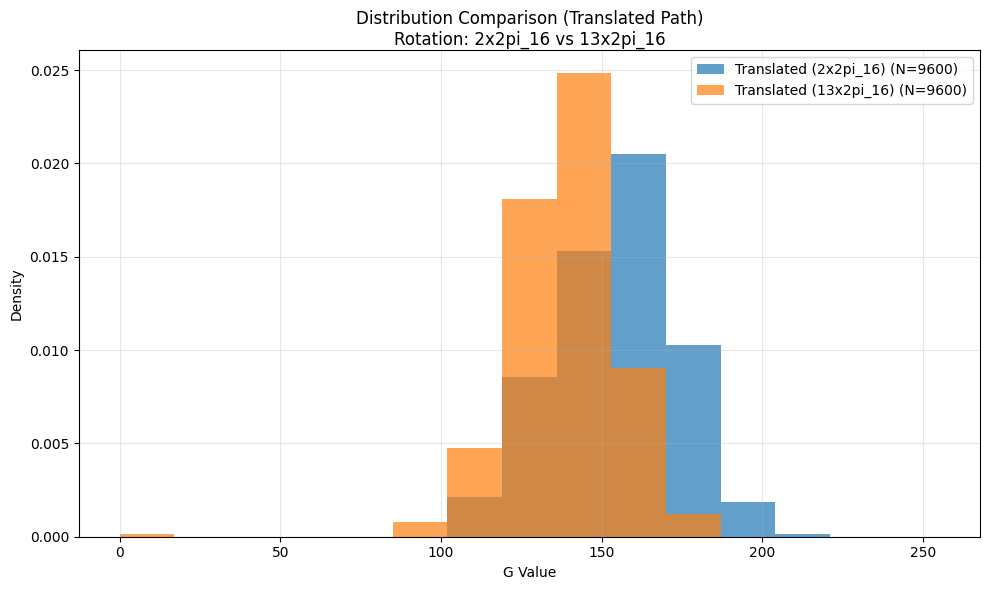 Distribution Comparison (Translated Path)
Rotation: 2x2pi_16 vs 13x2pi_16
Translated (2x2pi_16) (N=9600)
Translated (13x2pi_16) (N=9600)
0.025
0.020
0.015
0.010
0.005
0.000
Density
0 50 100 150 200 250
G Value